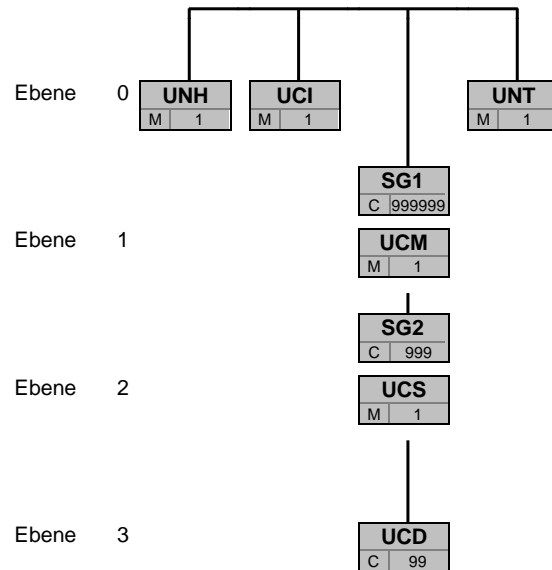 Ebene 0 UNH UCI UNT
M 1 M 1 M 1
SG1
C 999999
Ebene 1 UCM
M 1
SG2
C 999
Ebene 2 UCS
M 1
Ebene 3 UCD
C 99